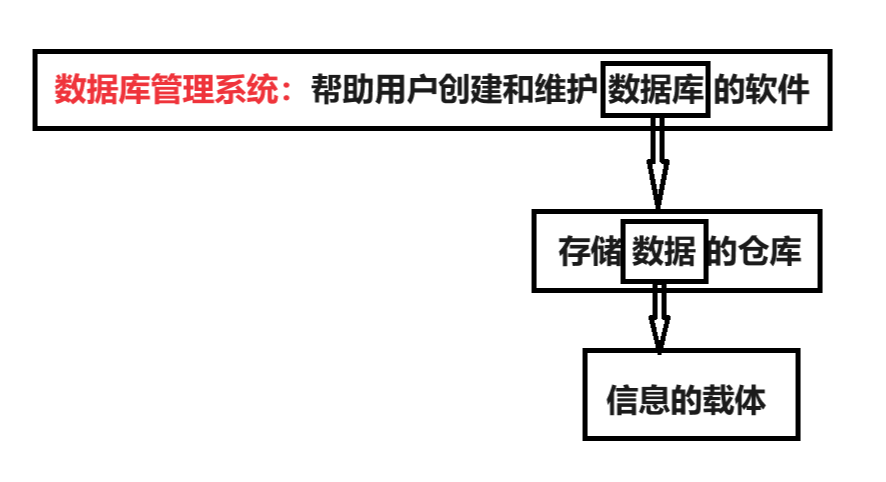 数据库管理系统：帮助用户创建和维护数据库的软件
存储数据的仓库
信息的载体